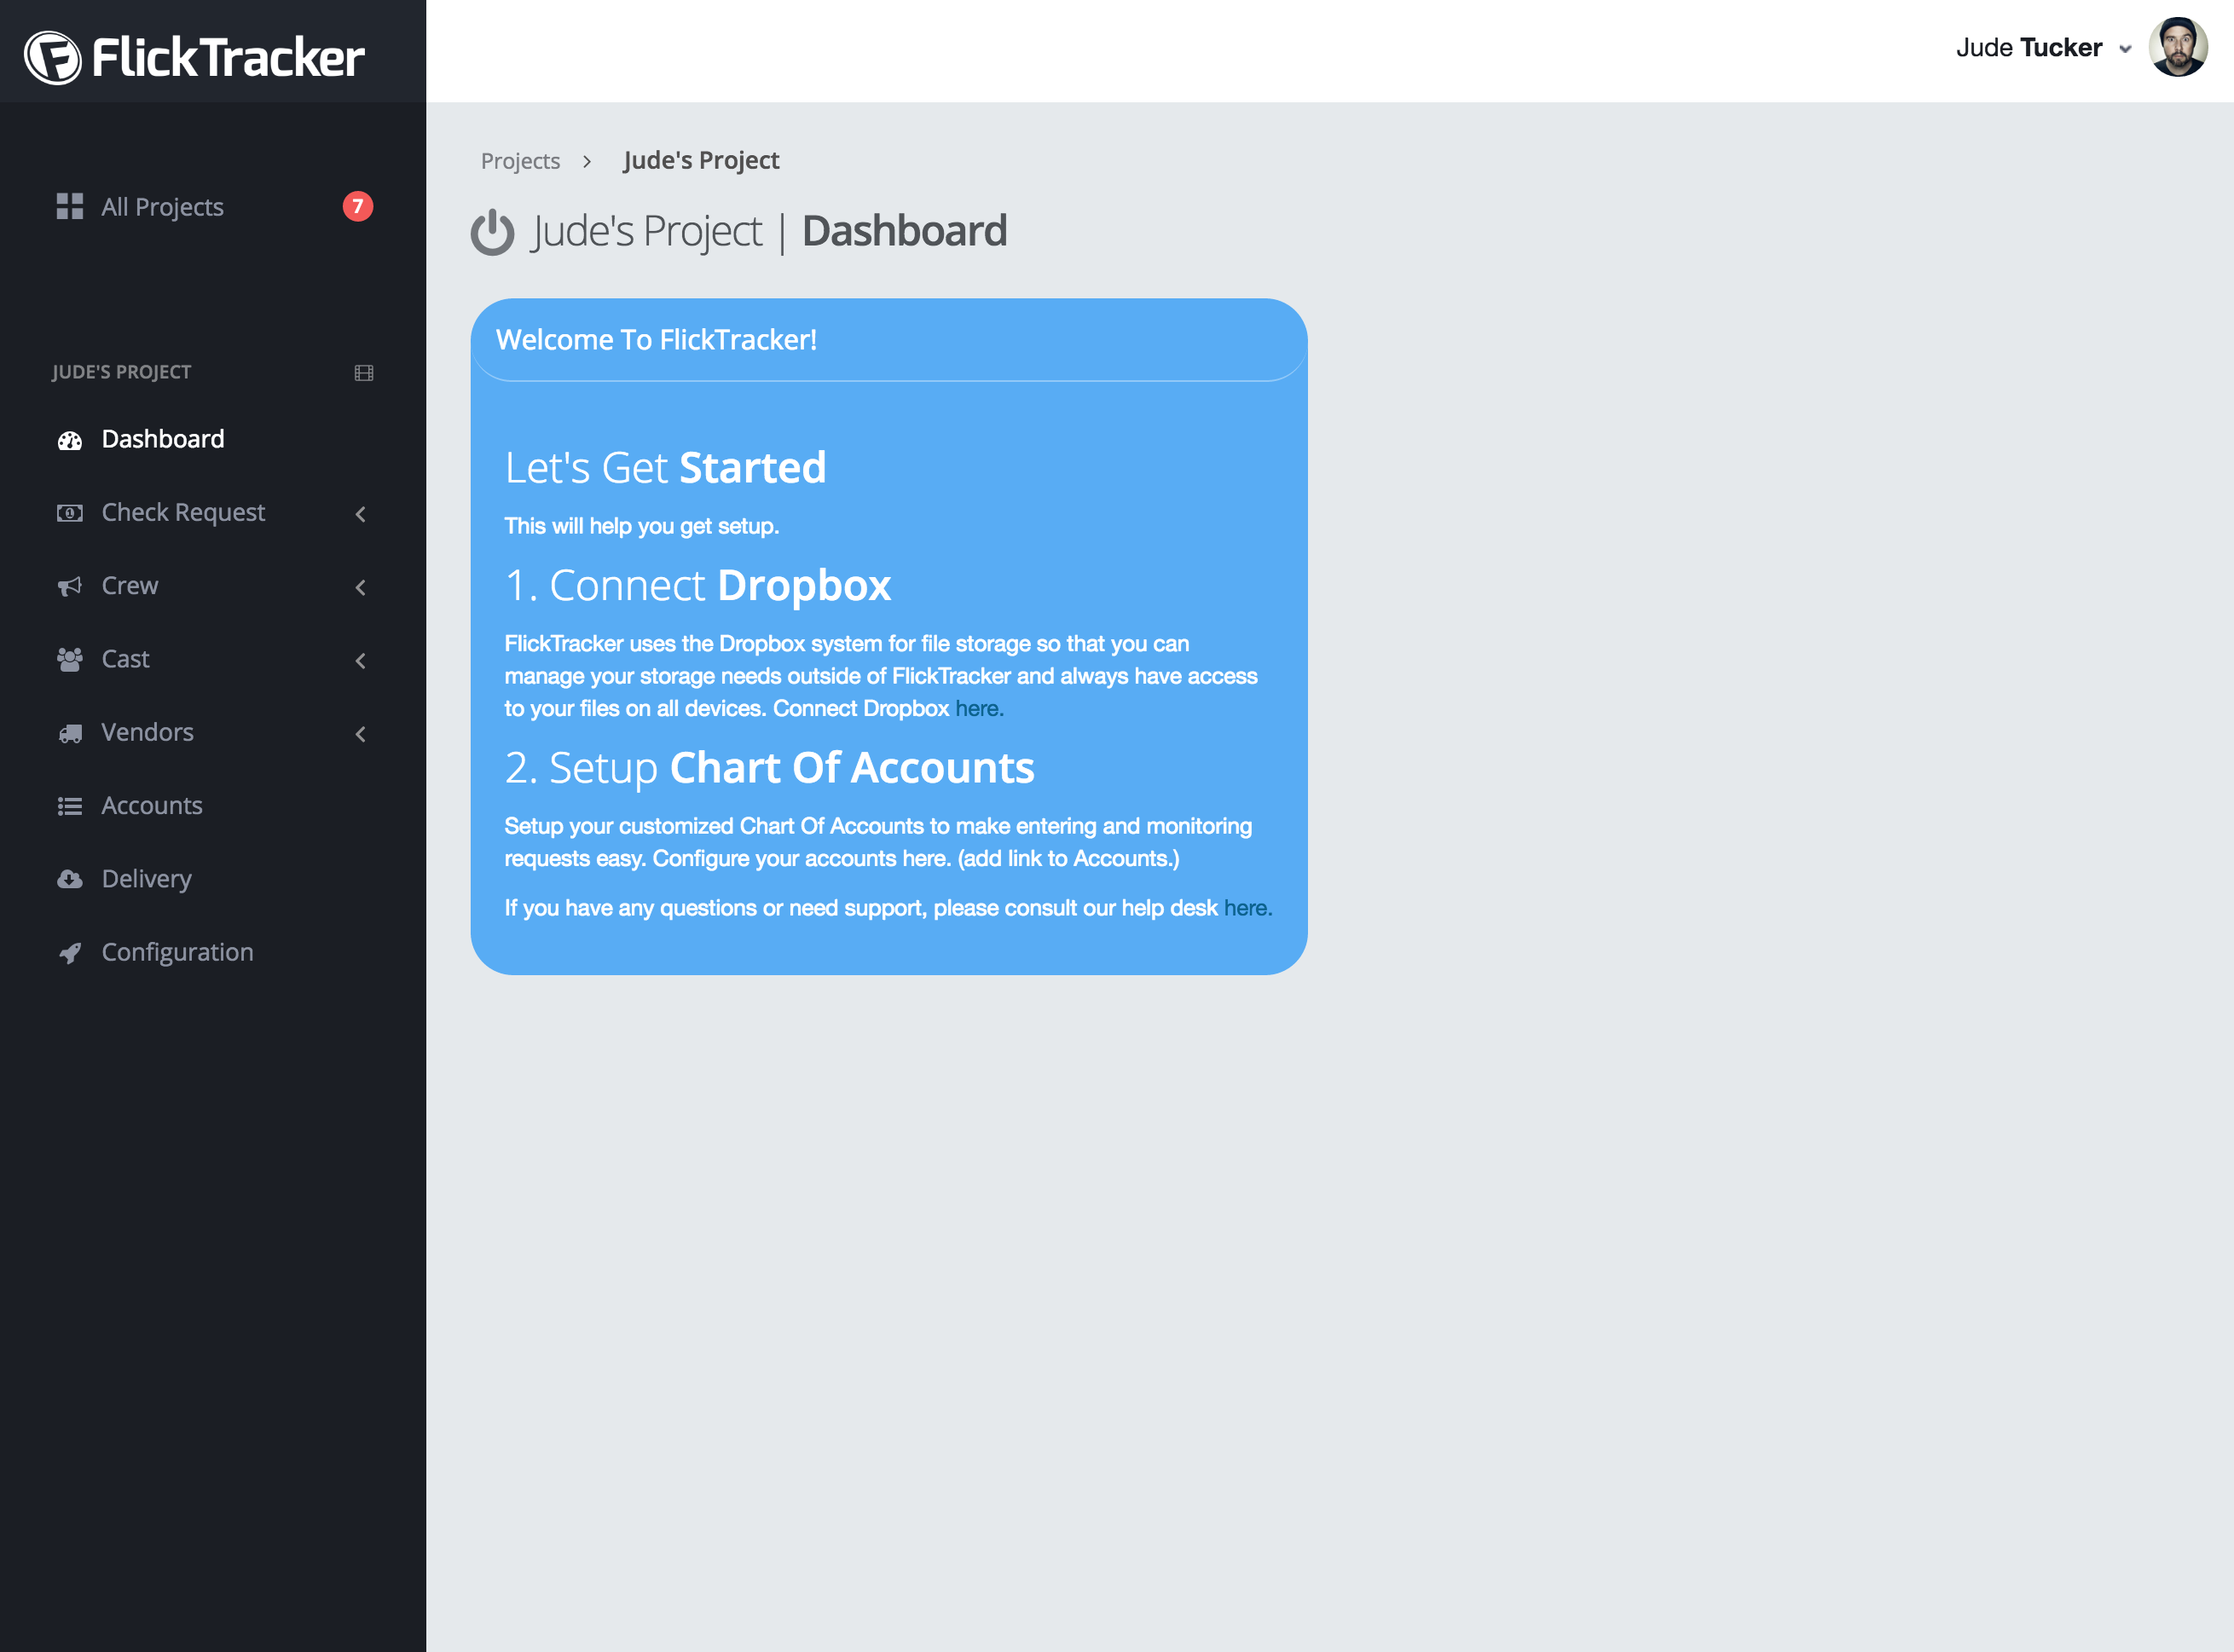 FlickTracker
Jude Tucker
All Projects
7
JUDE'S PROJECT
Dashboard
Check Request
Crew
Cast
Vendors
Accounts
Delivery
Configuration
Projects > Jude's Project
Jude's Project | Dashboard
Welcome To FlickTracker!
Let's Get Started
This will help you get setup.
1. Connect Dropbox
FlickTracker uses the Dropbox system for file storage so that you can
manage your storage needs outside of FlickTracker and always have access
to your files on all devices. Connect Dropbox here.
2. Setup Chart Of Accounts
Setup your customized Chart Of Accounts to make entering and monitoring
requests easy. Configure your accounts here. (add link to Accounts.)
If you have any questions or need support, please consult our help desk here.